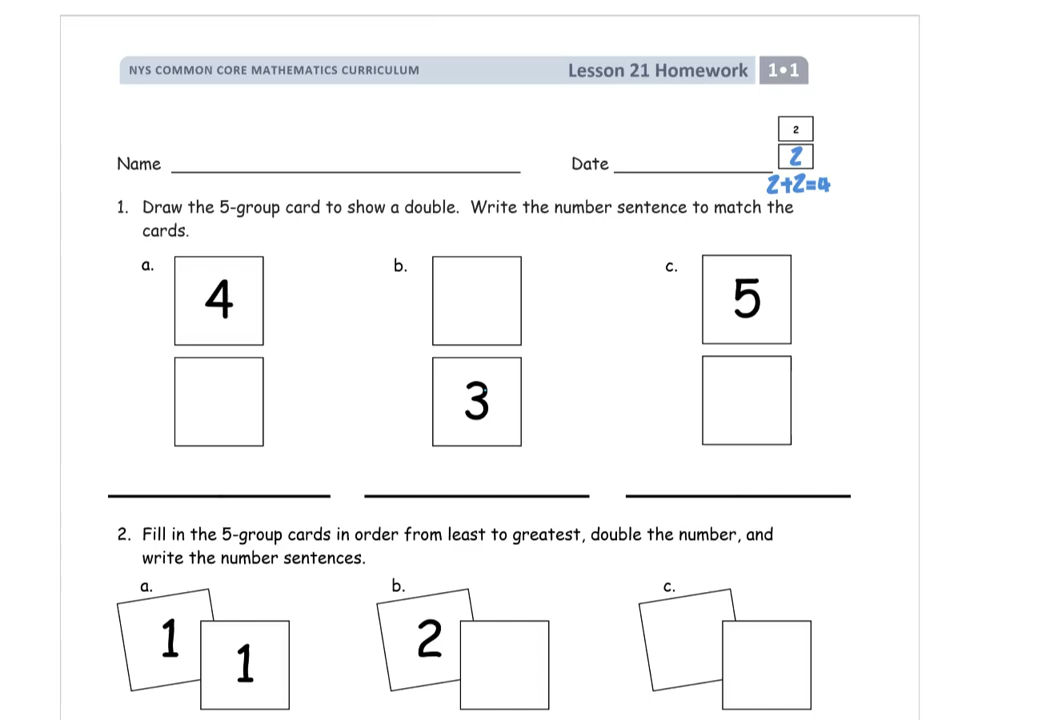 NYS COMMON CORE MATHEMATICS CURRICULUM Lesson 21 Homework 1•1
2
Name Date 2
2+2=4
1. Draw the 5-group card to show a double. Write the number sentence to match the
cards.
a. b. c.
4 5
3
2. Fill in the 5-group cards in order from least to greatest, double the number, and
write the number sentences.
a. b. c.
1 1 2